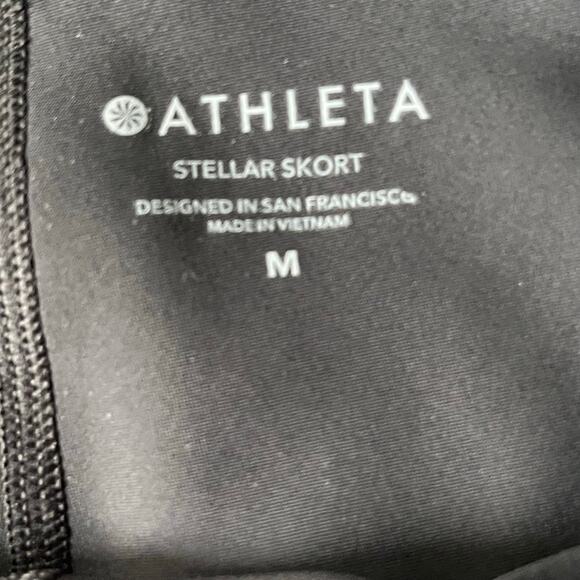 ATHLETA
STELLAR SKORT
DESIGNED IN SAN FRANCISCO
MADE IN VIETNAM
M